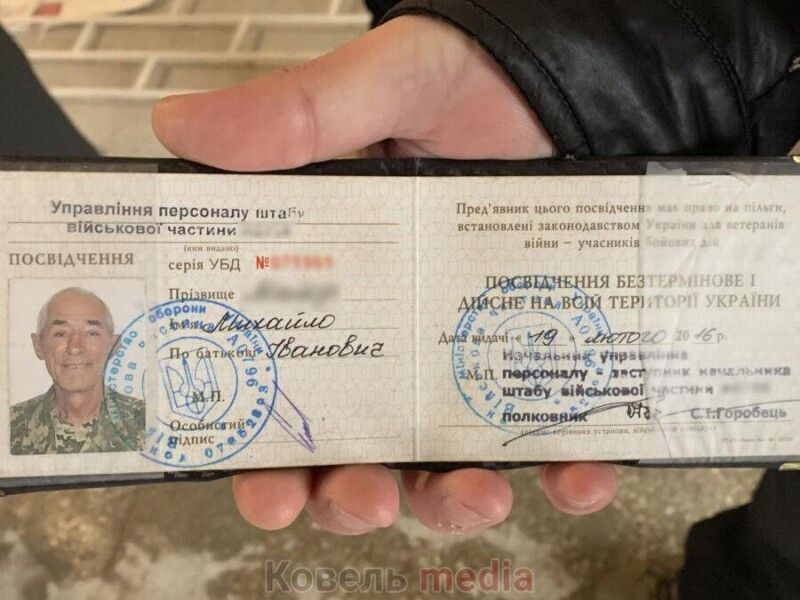 Управління персоналу штабу
військової частини
(ким видано)
ПОСВІДЧЕННЯ
серія УБД №
Прізвище
Ім'я Михайло
По батькові Іванович
М.П.
Особистий
підпис
Пред'явник цього посвідчення має право на пільги,
встановлені законодавством України для ветеранів
війни – учасників бойових дій
ПОСВІДЧЕННЯ БЕЗТЕРМІНОВЕ І
ДІЙСНЕ НА ВСІЙ ТЕРИТОРІЇ УКРАЇНИ
Дата видачі « 19 » лютого 2016 р.
Начальник управління
М.П. персоналу – заступник начальника
штабу військової частини
полковник С.І.Горобець
Ковель media